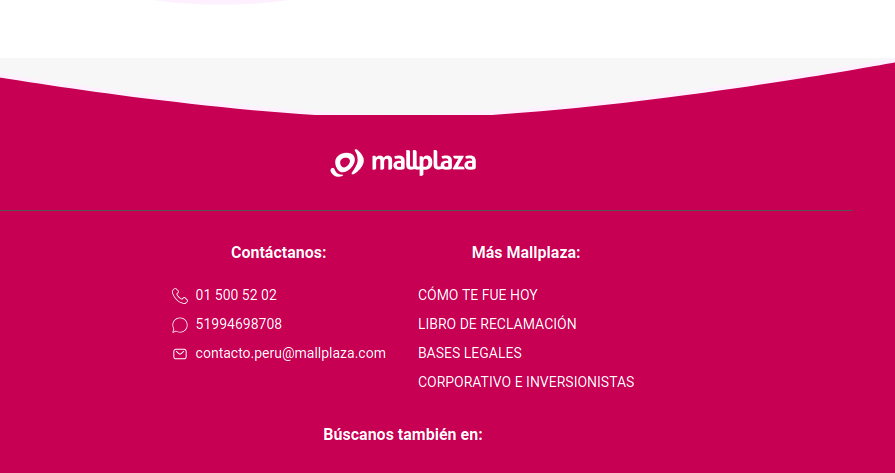 mallplaza
Contáctanos:
01 500 52 02
51994698708
contacto.peru@mallplaza.com
Más Mallplaza:
CÓMO TE FUE HOY
LIBRO DE RECLAMACIÓN
BASES LEGALES
CORPORATIVO E INVERSIONISTAS
Búscanos también en: